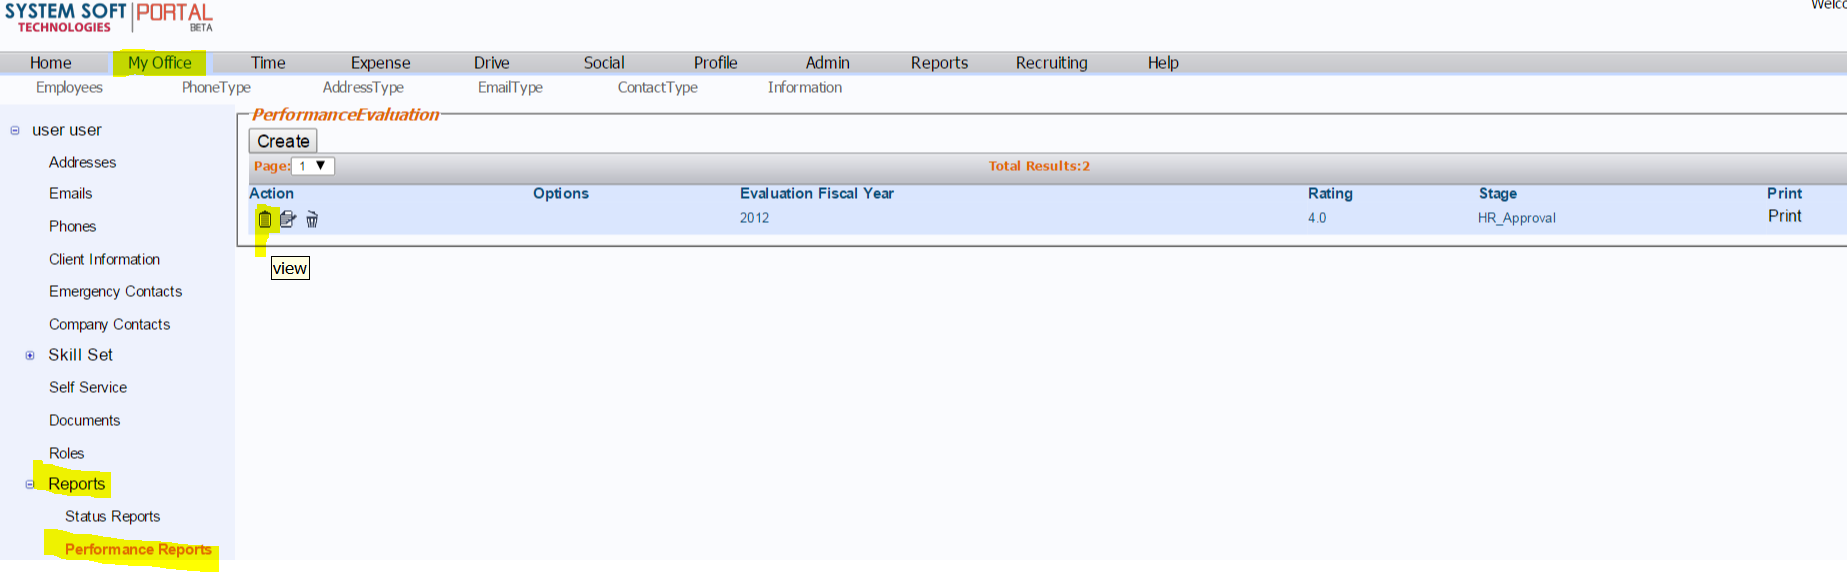 SYSTEM SOFT PORTAL
TECHNOLOGIES BETA
Home My Office Time Expense Drive Social Profile Admin Reports Recruiting Help
Employees PhoneType AddressType EmailType ContactType Information
user user
Addresses
Emails
Phones
Client Information
Emergency Contacts
Company Contacts
Skill Set
Self Service
Documents
Roles
Reports
Status Reports
Performance Reports
PerformanceEvaluation
Create
Page: 1 Total Results:2
Action Options Evaluation Fiscal Year Rating Stage Print
2012 4.0 HR_Approval Print
view